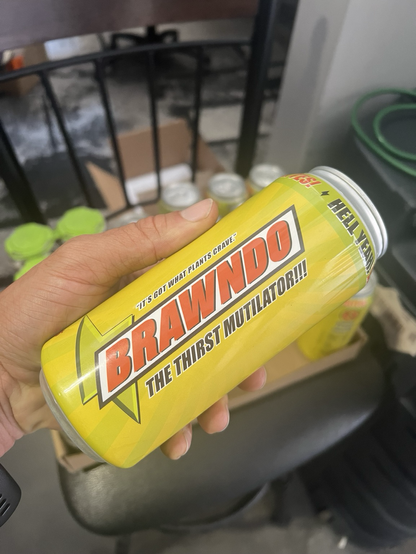 "IT'S GOT WHAT PLANTS CRAVE."
BRAWNDO
THE THIRST MUTILATOR!!!
HELL YEAH!